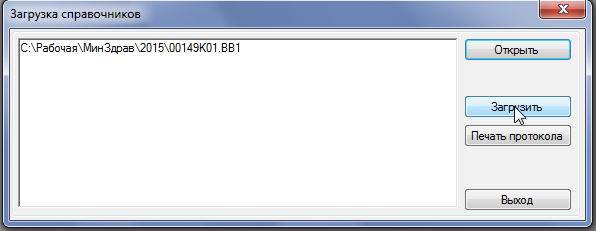 Загрузка справочников
C:\Рабочая\МинЗдрав\2015\00149K01.BB1
Открыть
Загрузить
Печать протокола
Выход